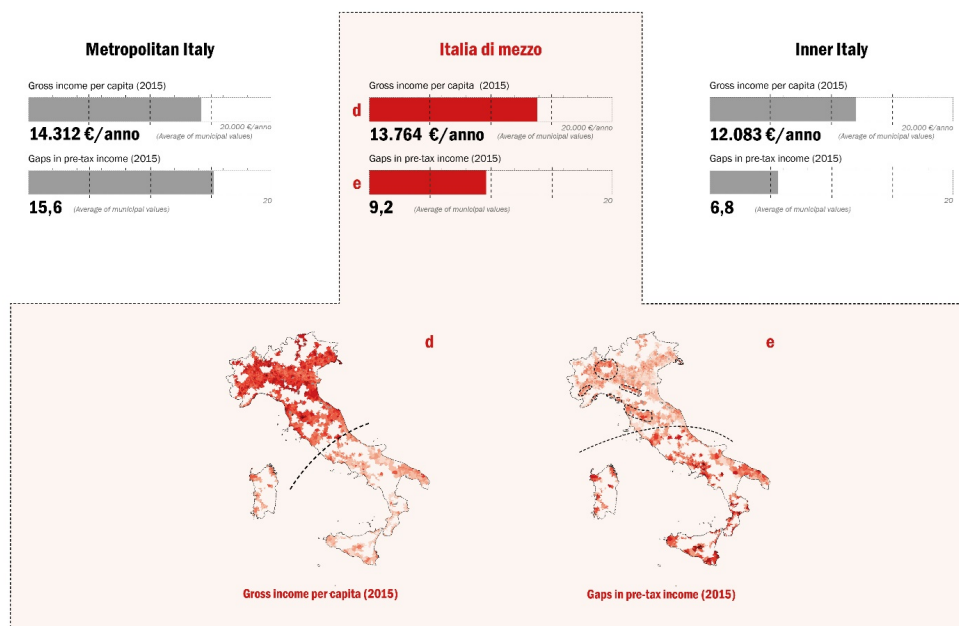 Metropolitan Italy
Gross income per capita (2015)
20.000 €/anno
14.312 €/anno (Average of municipal values)
Gaps in pre-tax income (2015)
20
15,6 (Average of municipal values)
Italia di mezzo
Gross income per capita (2015)
d
20.000 €/anno
13.764 €/anno (Average of municipal values)
Gaps in pre-tax income (2015)
e
20
9,2 (Average of municipal values)
Inner Italy
Gross income per capita (2015)
20.000 €/anno
12.083 €/anno (Average of municipal values)
Gaps in pre-tax income (2015)
20
6,8 (Average of municipal values)
d
e
Gross income per capita (2015)
Gaps in pre-tax income (2015)